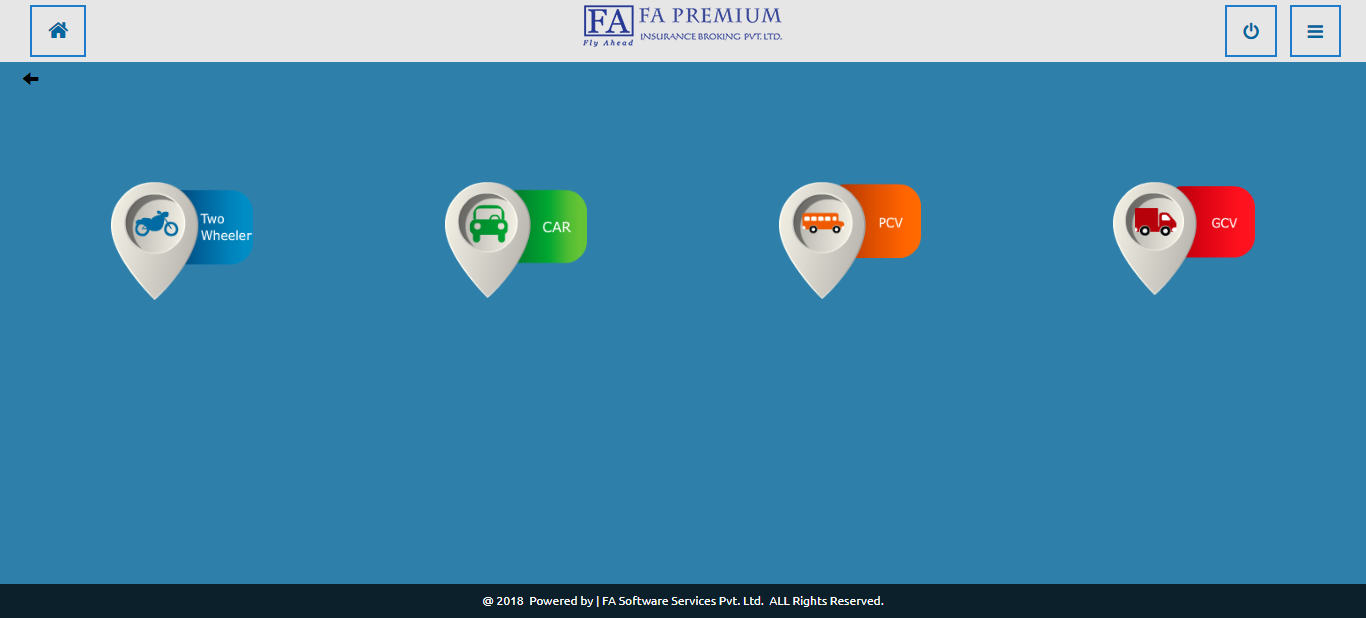 FA
Fly Ahead
FA PREMIUM
INSURANCE BROKING PVT. LTD.
Two
Wheeler
CAR
PCV
GCV
@ 2018 Powered by | FA Software Services Pvt. Ltd. ALL Rights Reserved.